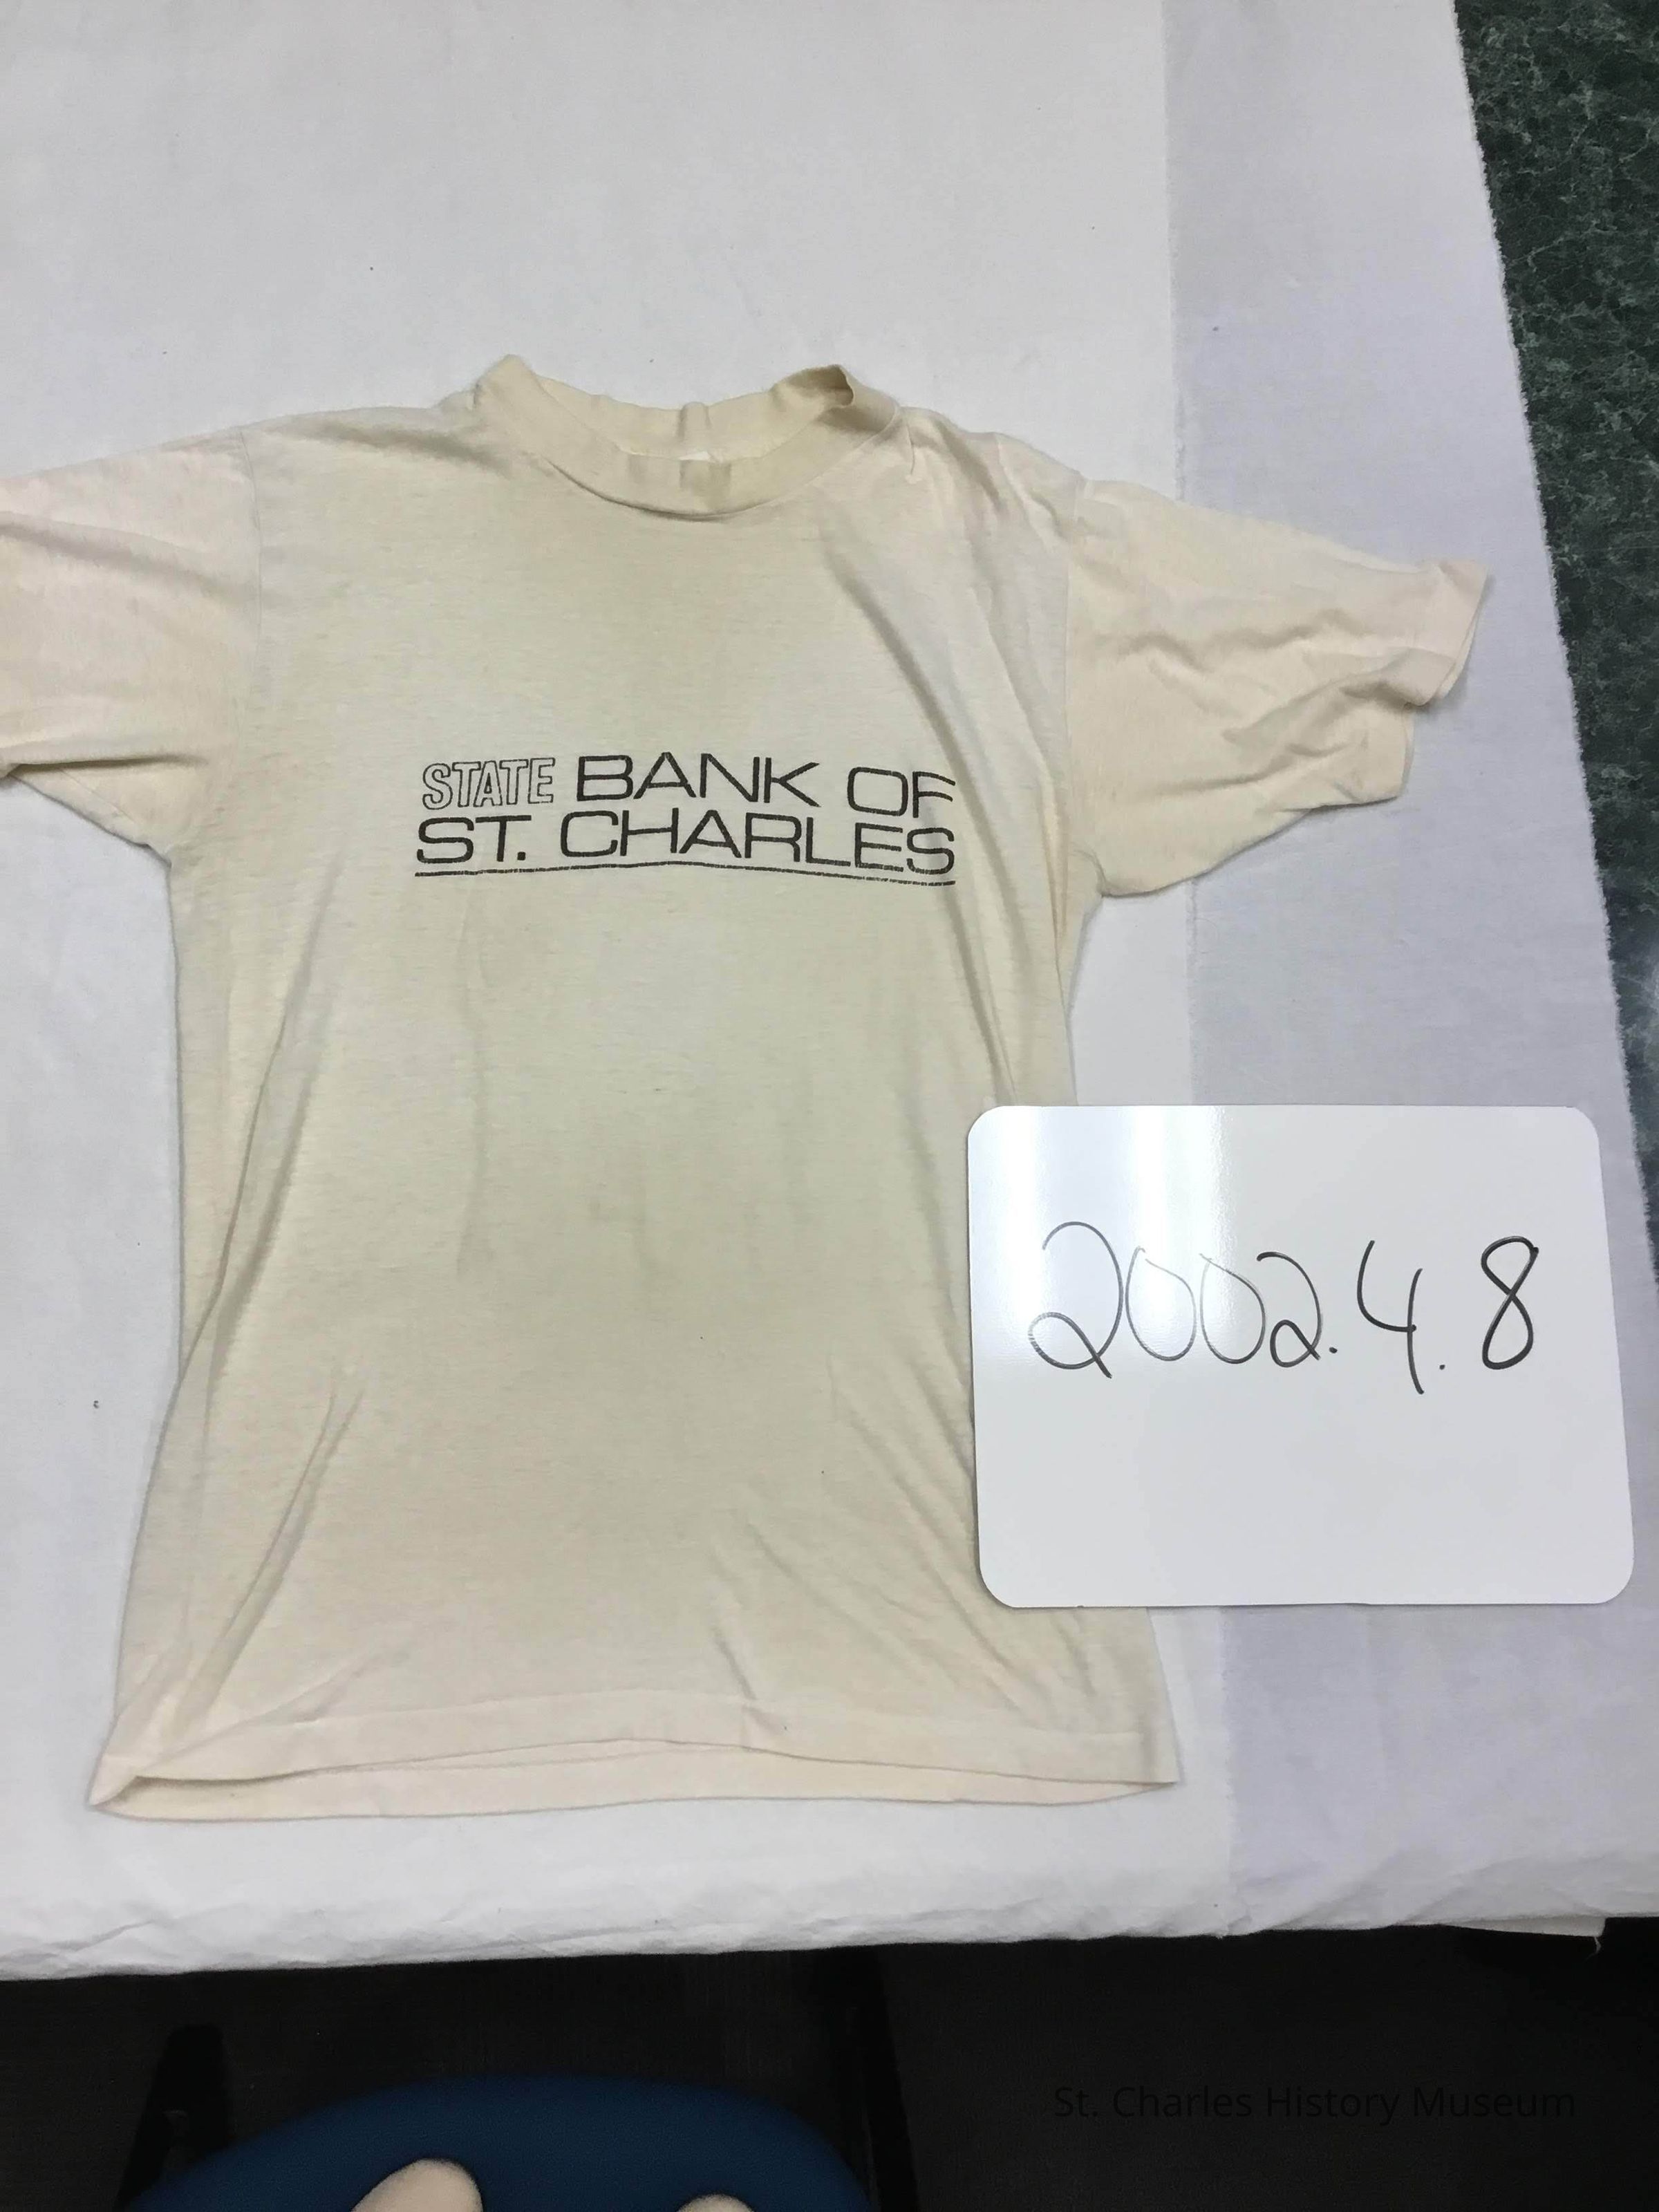 STATE BANK OF
ST. CHARLES
2002.4.8
St. Charles History Museum